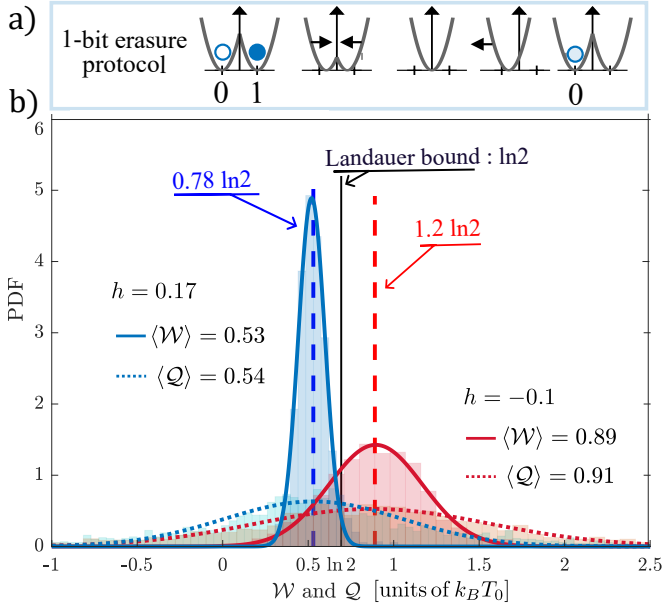 a)
1-bit erasure
protocol
0 1 0
b)
6
5
4
3
2
1
0
PDF
Landauer bound : ln2
0.78 ln2
1.2 ln2
h = 0.17
⟨𝒲⟩ = 0.53
⟨𝒬⟩ = 0.54
h = −0.1
⟨𝒲⟩ = 0.89
⟨𝒬⟩ = 0.91
-1 -0.5 0 0.5 ln2 1 1.5 2 2.5
𝒲 and 𝒬 [units of k_B T_0]